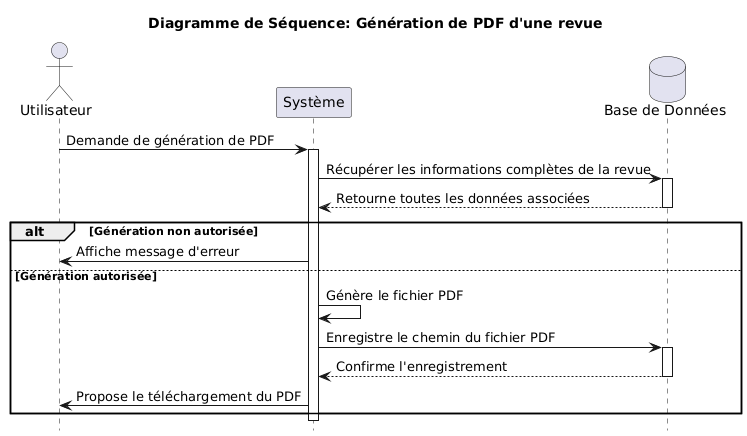 Diagramme de Séquence: Génération de PDF d'une revue
Utilisateur
Système
Base de Données
Demande de génération de PDF
Récupérer les informations complètes de la revue
Retourne toutes les données associées
alt [Génération non autorisée]
Affiche message d'erreur
[Génération autorisée]
Génère le fichier PDF
Enregistre le chemin du fichier PDF
Confirme l'enregistrement
Propose le téléchargement du PDF